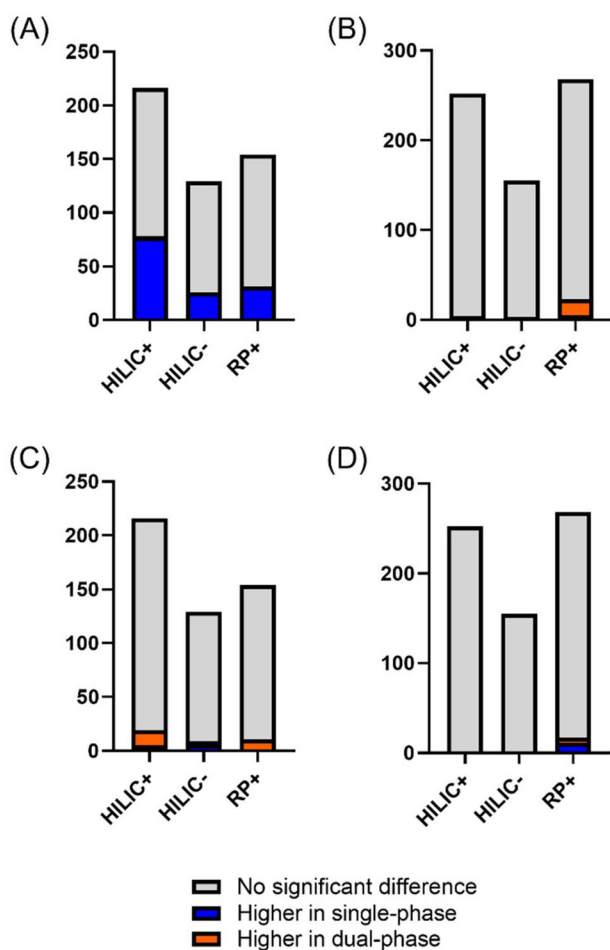 (A)
250
200
150
100
50
0
HILIC+
HILIC-
RP+
(B)
300
200
100
0
HILIC+
HILIC-
RP+
(C)
250
200
150
100
50
0
HILIC+
HILIC-
RP+
(D)
300
200
100
0
HILIC+
HILIC-
RP+
No significant difference
Higher in single-phase
Higher in dual-phase